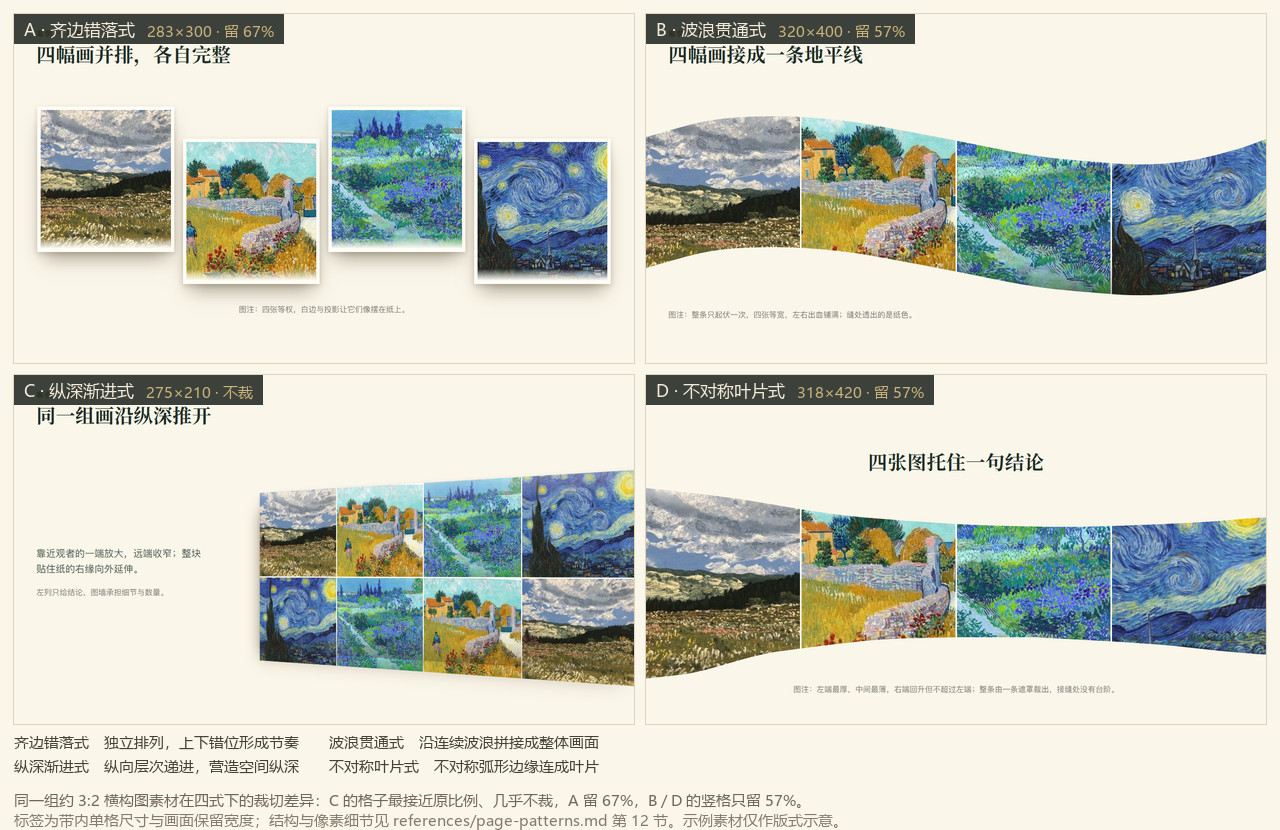 A · 齐边错落式 283×300 · 留 67%
四幅画并排，各自完整
图注：四张等权，白边与投影让它们像摆在纸上。
B · 波浪贯通式 320×400 · 留 57%
四幅画接成一条地平线
图注：整条只起伏一次，四张等宽，左右出血铺满；缝处透出的是纸色。
C · 纵深渐进式 275×210 · 不裁
同一组画沿纵深推开
靠近观者的一端放大，远端收窄；整块
贴住纸的右缘向外延伸。
左列只给结论，图墙承担细节与数量。
D · 不对称叶片式 318×420 · 留 57%
四张图托住一句结论
图注：左端最厚，中间最薄，右端回升但不超过左端；整条由一条遮罩裁出，接缝处没有台阶。
齐边错落式 独立排列，上下错位形成节奏 波浪贯通式 沿连续波浪拼接成整体画面
纵深渐进式 纵向层次递进，营造空间纵深 不对称叶片式 不对称弧形边缘连成叶片
同一组约 3:2 横构图素材在四式下的裁切差异：C 的格子最接近原比例、几乎不裁，A 留 67%，B / D 的竖格只留 57%。
标签为带内单格尺寸与画面保留宽度；结构与像素细节见 references/page-patterns.md 第 12 节。示例素材仅作版式示意。